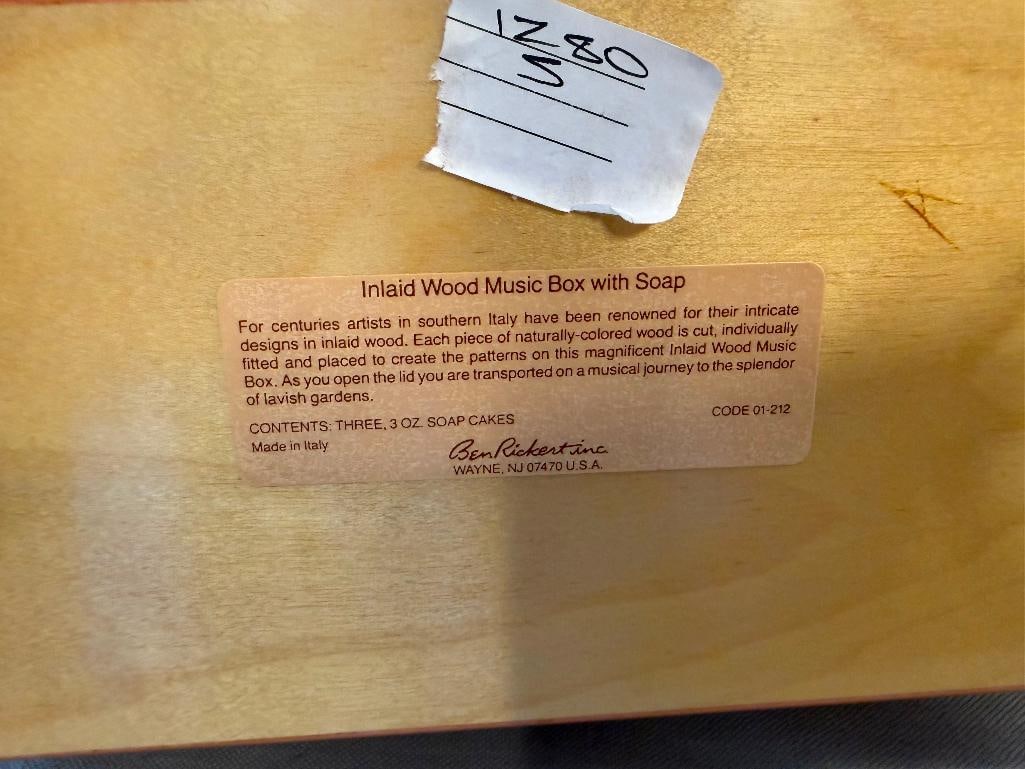 1280
5
A
Inlaid Wood Music Box with Soap
For centuries artists in southern Italy have been renowned for their intricate
designs in inlaid wood. Each piece of naturally-colored wood is cut, individually
fitted and placed to create the patterns on this magnificent Inlaid Wood Music
Box. As you open the lid you are transported on a musical journey to the splendor
of lavish gardens.
CONTENTS: THREE, 3 OZ. SOAP CAKES
CODE 01-212
Made in Italy
Ben Rickert inc.
WAYNE, NJ 07470 U.S.A.